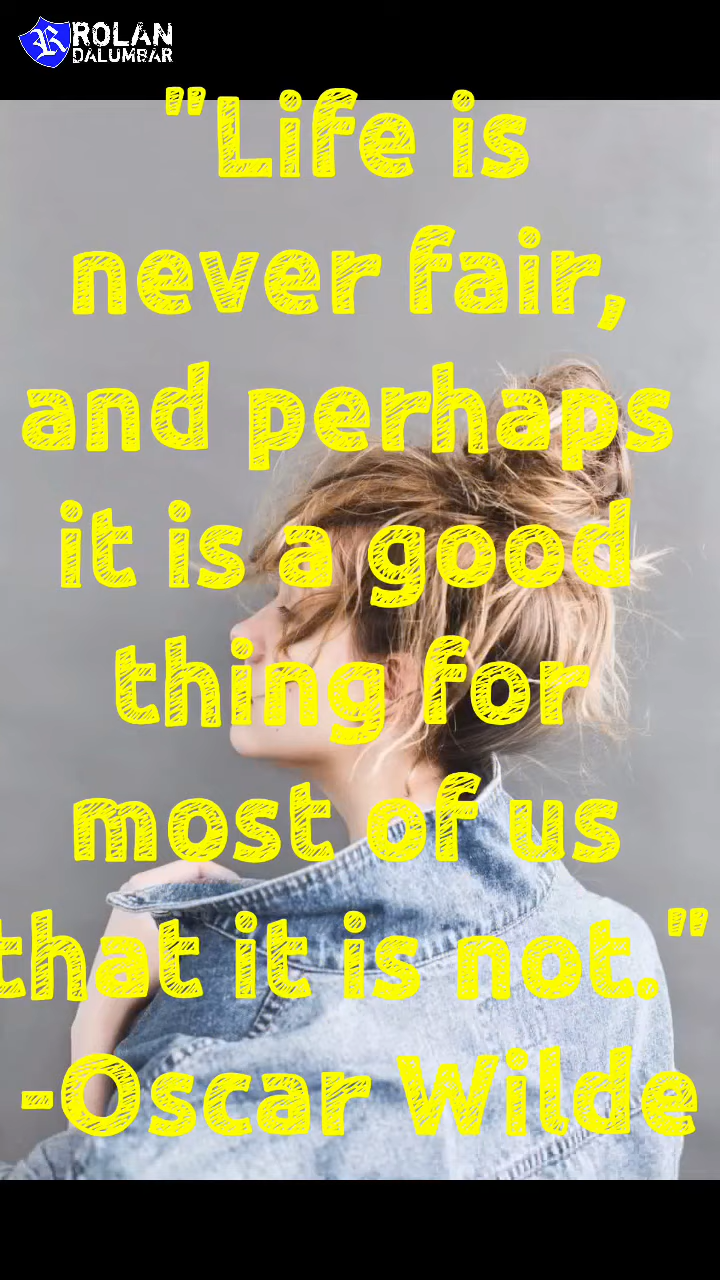 ROLAN
DALUMBAR
"Life is
never fair,
and perhaps
it is a good
thing for
most of us
that it is not."
-Oscar Wilde